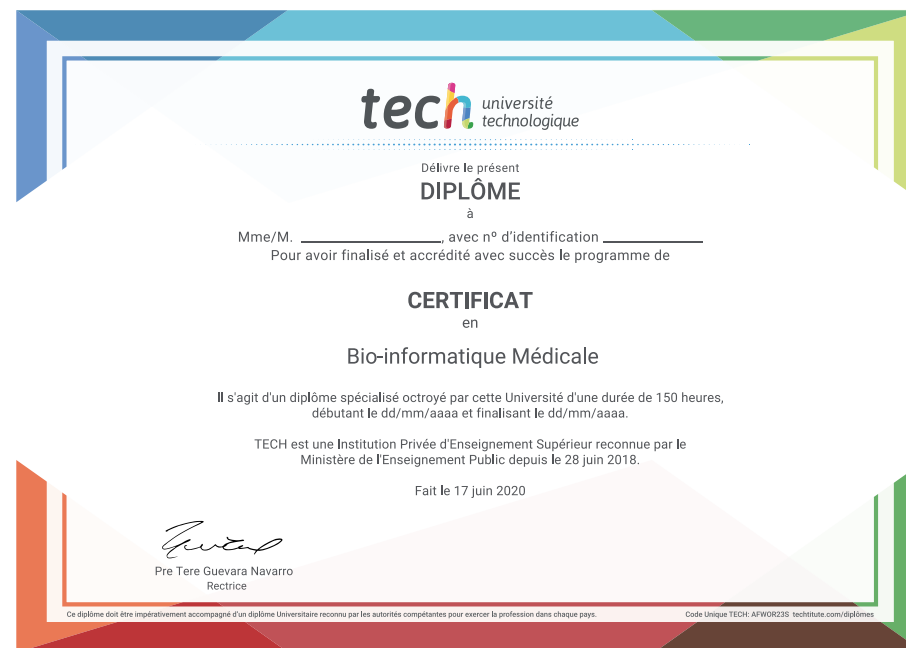 tech université
technologique
Délivre le présent
DIPLÔME
à
Mme/M. ____________________, avec nº d'identification ______________
Pour avoir finalisé et accrédité avec succès le programme de
CERTIFICAT
en
Bio-informatique Médicale
Il s'agit d'un diplôme spécialisé octroyé par cette Université d'une durée de 150 heures,
débutant le dd/mm/aaaa et finalisant le dd/mm/aaaa.
TECH est une Institution Privée d'Enseignement Supérieur reconnue par le
Ministère de l'Enseignement Public depuis le 28 juin 2018.
Fait le 17 juin 2020
Pre Tere Guevara Navarro
Rectrice
Ce diplôme doit être impérativement accompagné d'un diplôme Universitaire reconnu par les autorités compétantes pour exercer la profession dans chaque pays.
Code Unique TECH: AFWOR23S techtitute.com/diplômes